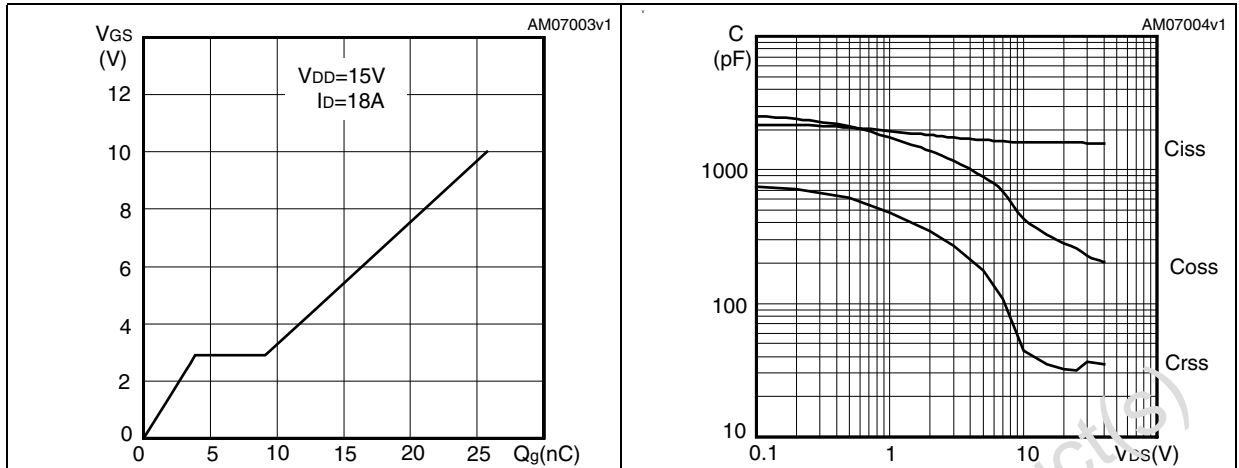 AM07003v1
VGS
(V)
VDD=15V
ID=18A
12
10
8
6
4
2
0
0 5 10 15 20 25 Qg(nC)
AM07004v1
C
(pF)
1000
100
10
0.1 1 10 VDS(V)
Ciss
Coss
Crss
uct(s)